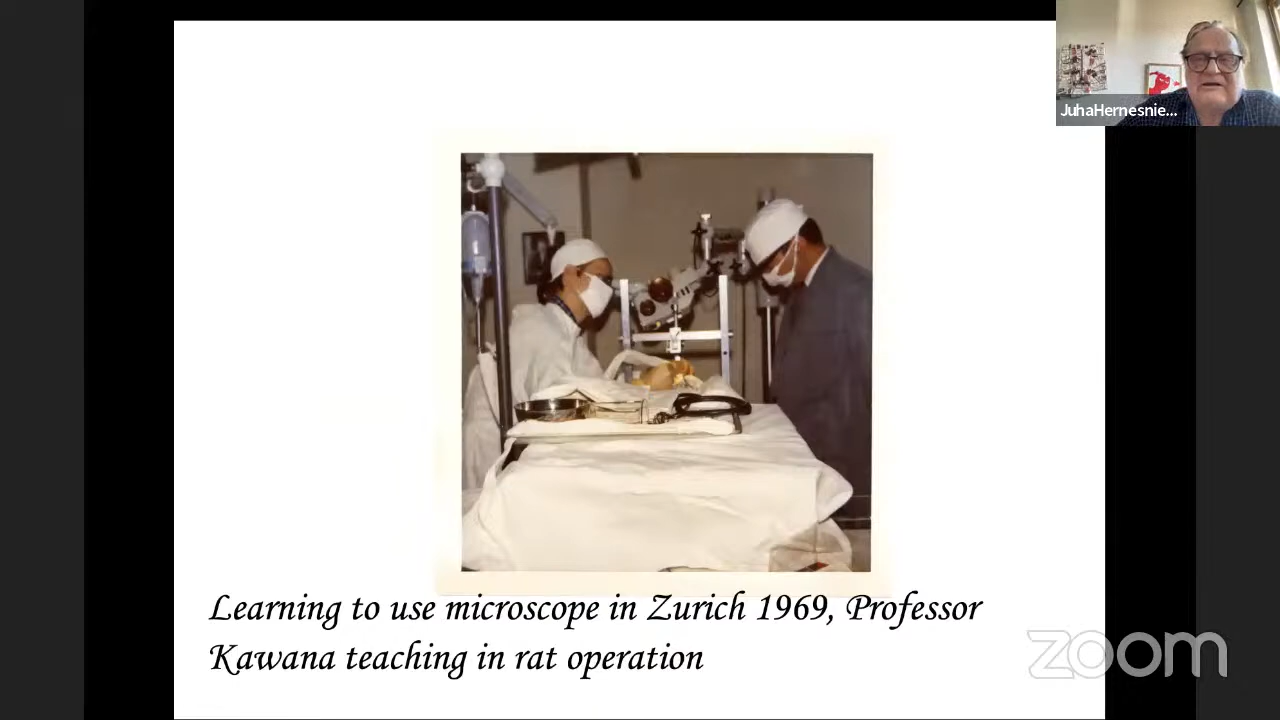 JuhaHernesnie...
Learning to use microscope in Zurich 1969, Professor
Kawana teaching in rat operation
zoom